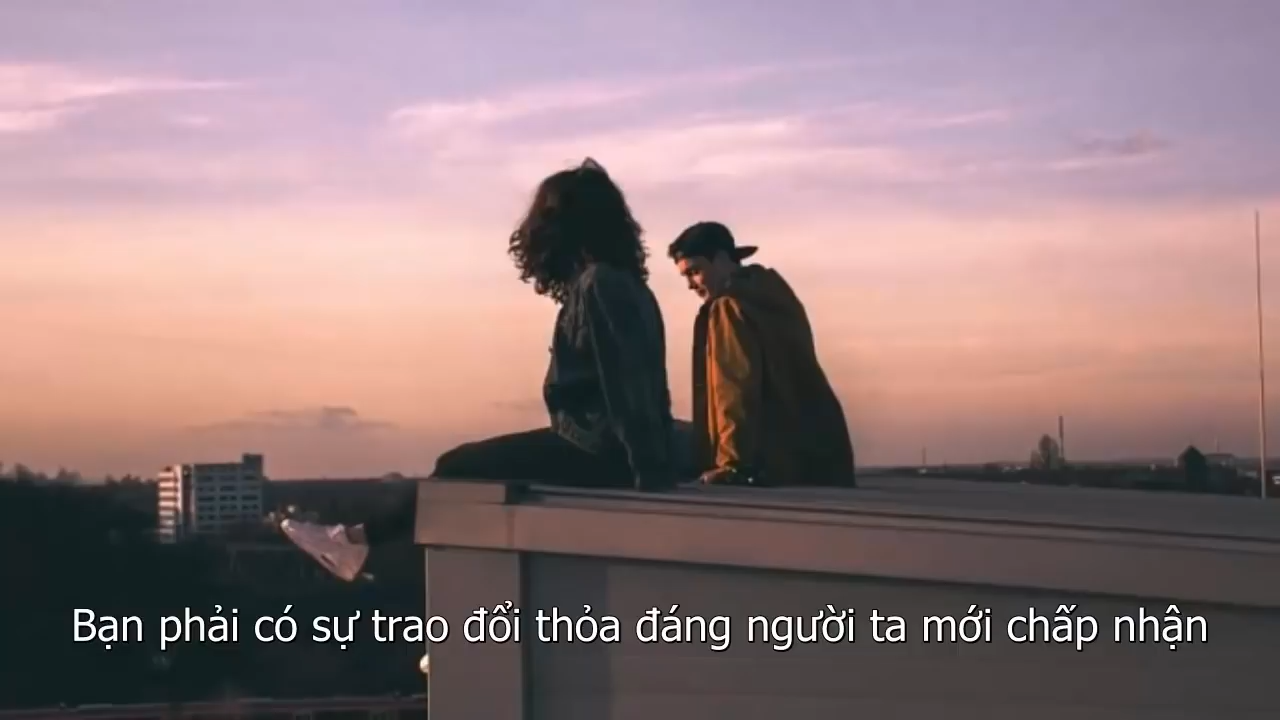 Bạn phải có sự trao đổi thỏa đáng người ta mới chấp nhận